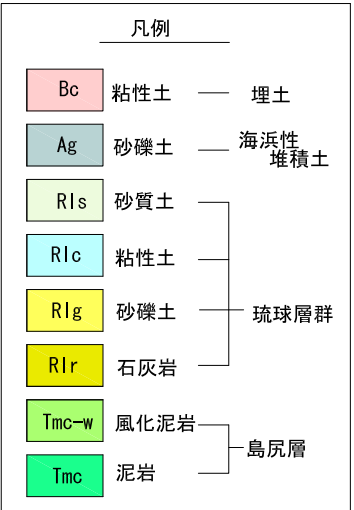 凡例
Bc 粘性土 埋土
Ag 砂礫土 海浜性
堆積土
Rls 砂質土
Rlc 粘性土
Rlg 砂礫土 琉球層群
Rlr 石灰岩
Tmc-w 風化泥岩
島尻層
Tmc 泥岩